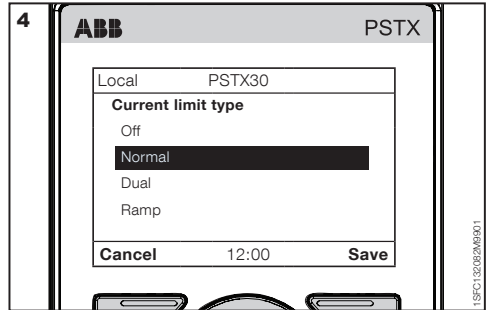 4
ABB PSTX
Local PSTX30
Current limit type
Off
Normal
Dual
Ramp
Cancel 12:00 Save
1SFC132082M9901